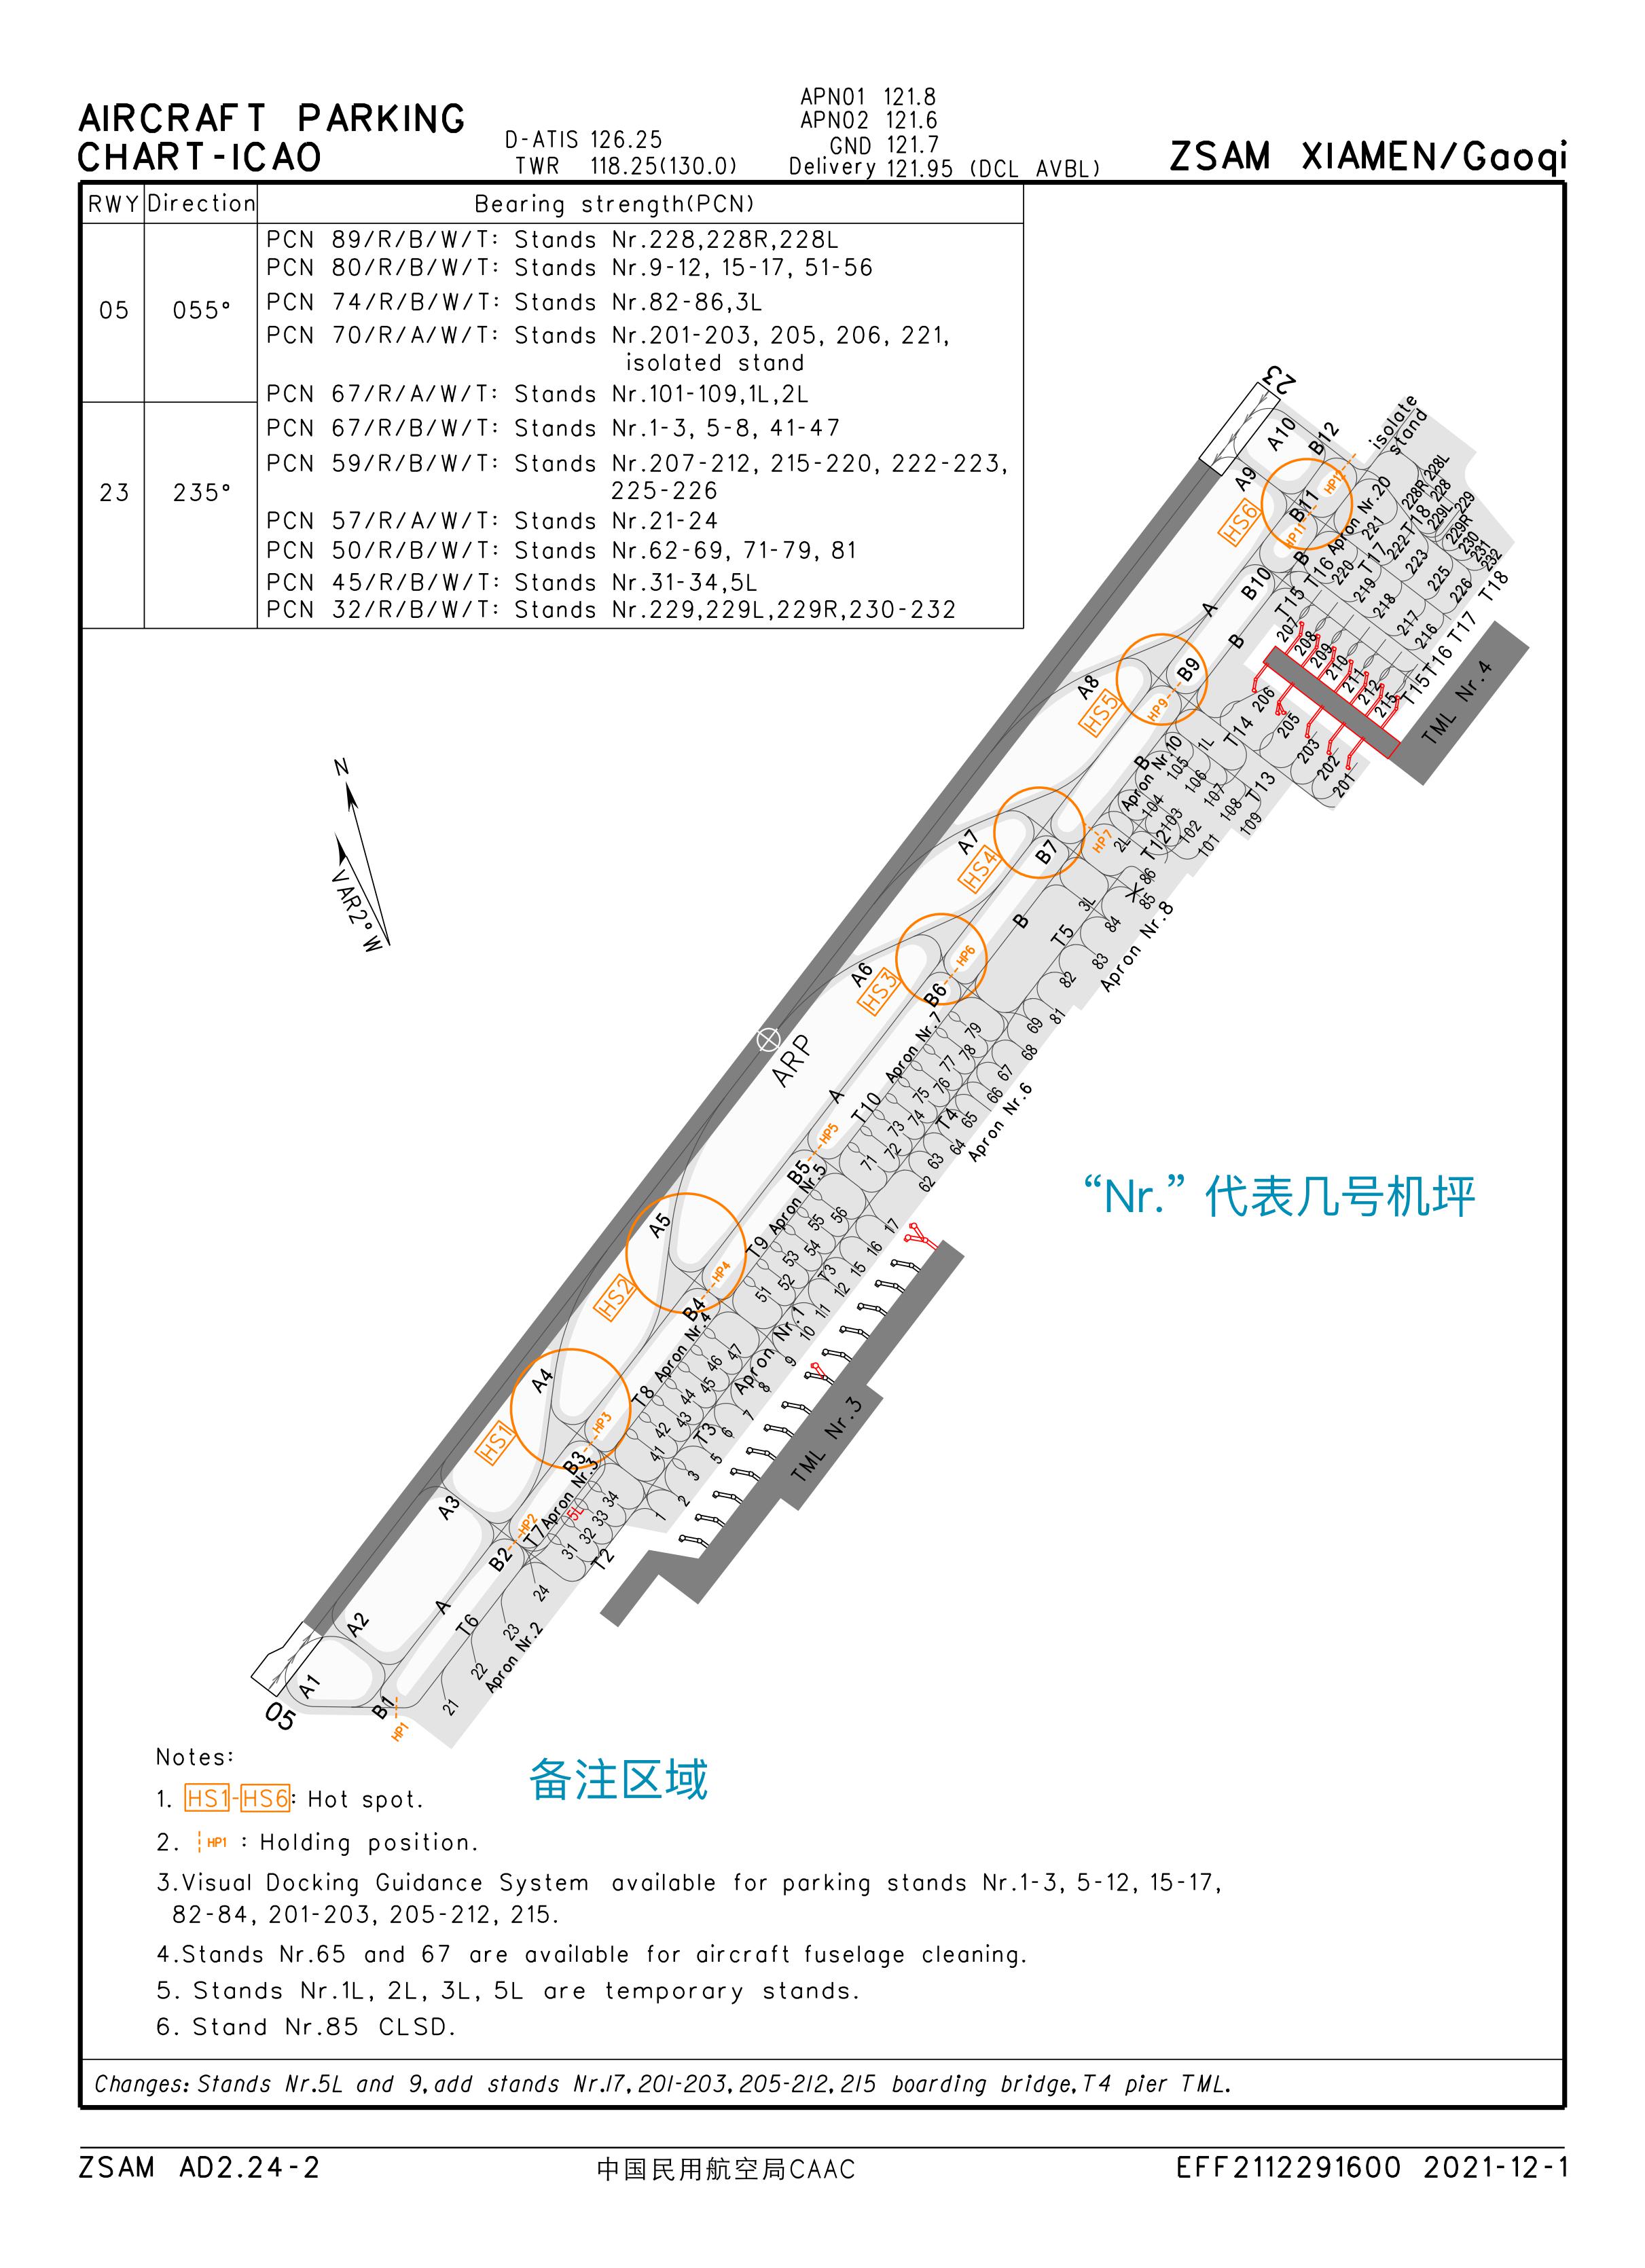 AIRCRAFT PARKING
CHART-ICAO
D-ATIS 126.25
TWR 118.25(130.0)
APN01 121.8
APN02 121.6
GND 121.7
Delivery 121.95 (DCL AVBL)
ZSAM XIAMEN/Gaoqi
RWY Direction Bearing strength(PCN)
05 055°
23 235°
PCN 89/R/B/W/T: Stands Nr.228,228R,228L
PCN 80/R/B/W/T: Stands Nr.9-12, 15-17, 51-56
PCN 74/R/B/W/T: Stands Nr.82-86,3L
PCN 70/R/A/W/T: Stands Nr.201-203, 205, 206, 221,
isolated stand
PCN 67/R/A/W/T: Stands Nr.101-109,1L,2L
PCN 67/R/B/W/T: Stands Nr.1-3, 5-8, 41-47
PCN 59/R/B/W/T: Stands Nr.207-212, 215-220, 222-223,
225-226
PCN 57/R/A/W/T: Stands Nr.21-24
PCN 50/R/B/W/T: Stands Nr.62-69, 71-79, 81
PCN 45/R/B/W/T: Stands Nr.31-34,5L
PCN 32/R/B/W/T: Stands Nr.229,229L,229R,230-232
23
A10
B12
isolate
stand
A9
HS6
B11
HP12
HP11
Apron Nr.20
228R
228L
228
229L
229
229R
230
231
232
T18
221
222
T17
223
225
226
T18
B
T16
220
219
218
217
216
T17
B10
T15
T16
T15
A
B
207
208
209
210
211
212
215
TML Nr.4
206
205
203
202
201
A8
HS5
B9
HP9
T14
T13
B
Apron Nr.10
1L
105
106
107
108
109
104
103
102
101
T12
2L
A7
HS4
B7
HP7
X
86
85
84
83
82
3L
T5
Apron Nr.8
B
A6
HS3
HP6
B6
Apron Nr.7
79
78
77
76
75
74
73
72
71
69
81
68
67
66
65
64
63
62
T4
Apron Nr.6
ARP
A
T10
HP5
B5
Apron Nr.5
56
55
54
53
52
51
T9
17
16
15
12
11
10
9
T3
Apron Nr.1
A5
HS2
HP4
B4
Apron Nr.4
47
46
45
44
43
42
41
T8
T3
8
7
6
5
3
2
1
TML Nr.3
A4
HS1
HP3
B3
Apron Nr.3
5L
34
33
32
31
T2
A3
HP2
B2
T7
24
23
22
21
Apron Nr.2
A
T6
A2
A1
B1
HP1
05
N
VAR2°W
“Nr.” 代表几号机坪
备注区域
Notes:
1. HS1-HS6: Hot spot.
2. HP1 : Holding position.
3.Visual Docking Guidance System available for parking stands Nr.1-3, 5-12, 15-17,
82-84, 201-203, 205-212, 215.
4.Stands Nr.65 and 67 are available for aircraft fuselage cleaning.
5. Stands Nr.1L, 2L, 3L, 5L are temporary stands.
6. Stand Nr.85 CLSD.
Changes: Stands Nr.5L and 9,add stands Nr.17,201-203,205-212,215 boarding bridge,T4 pier TML.
ZSAM AD2.24-2
中国民用航空局CAAC
EFF2112291600 2021-12-1